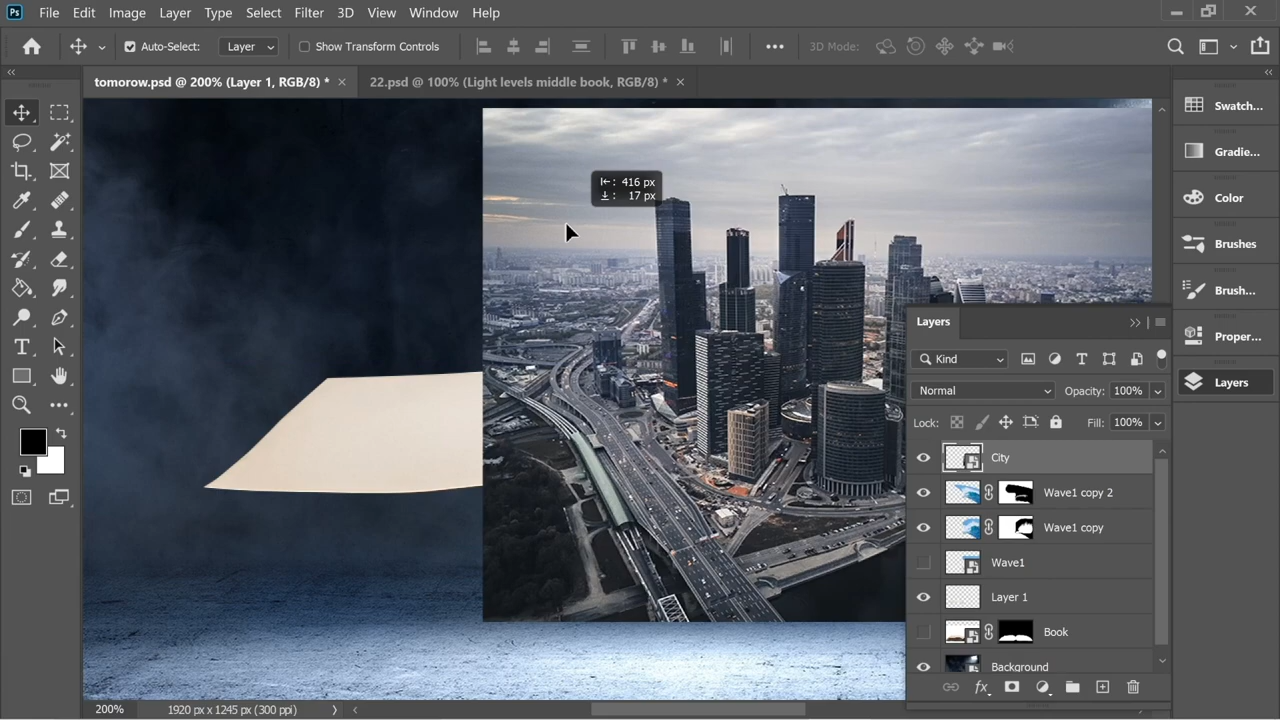 Ps File Edit Image Layer Type Select Filter 3D View Window Help
Auto-Select: Layer Show Transform Controls 3D Mode:
tomorow.psd @ 200% (Layer 1, RGB/8) * 22.psd @ 100% (Light levels middle book, RGB/8) *
Swatch...
Gradie...
Color
Brushes
Brush...
Proper...
Layers
416 px
17 px
Layers
Kind
Normal Opacity: 100%
Lock: Fill: 100%
City
Wave1 copy 2
Wave1 copy
Wave1
Layer 1
Book
Background
200% 1920 px x 1245 px (300 ppi)